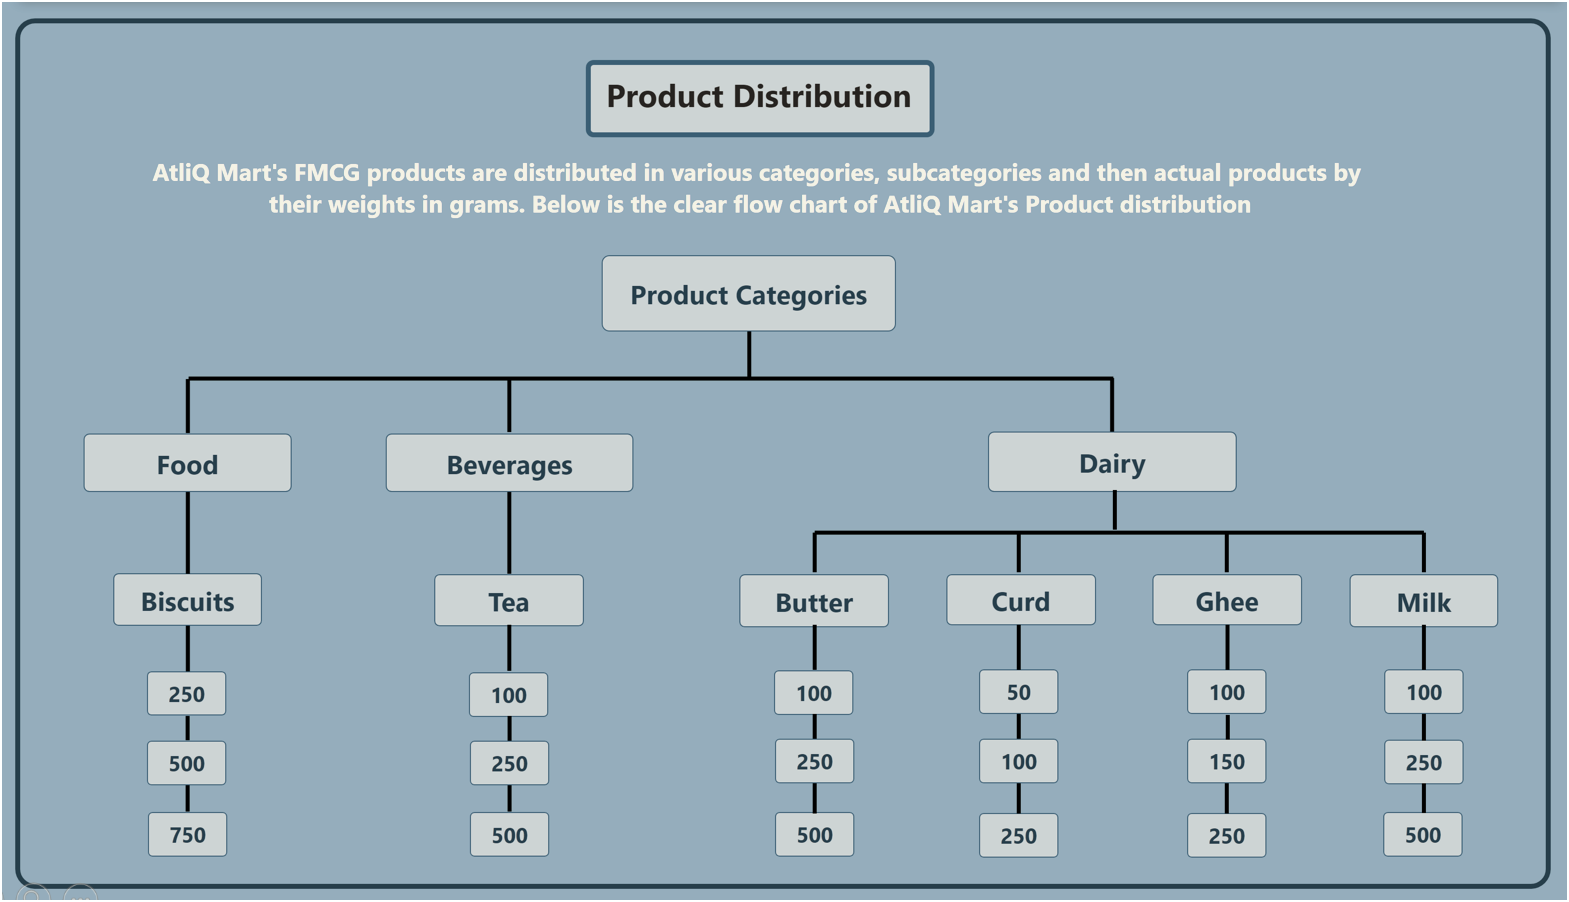 Product Distribution
AtliQ Mart's FMCG products are distributed in various categories, subcategories and then actual products by
their weights in grams. Below is the clear flow chart of AtliQ Mart's Product distribution
Product Categories
Food
Beverages
Dairy
Biscuits
Tea
Butter
Curd
Ghee
Milk
250
100
100
50
100
100
500
250
250
100
150
250
750
500
500
250
250
500